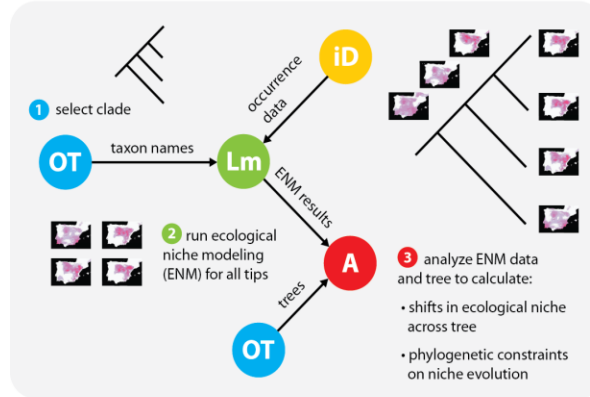 1 select clade
OT
taxon names
Lm
iD
occurrence
data
2 run ecological
niche modeling
(ENM) for all tips
ENM results
A
trees
OT
3 analyze ENM data
and tree to calculate:
• shifts in ecological niche
across tree
• phylogenetic constraints
on niche evolution